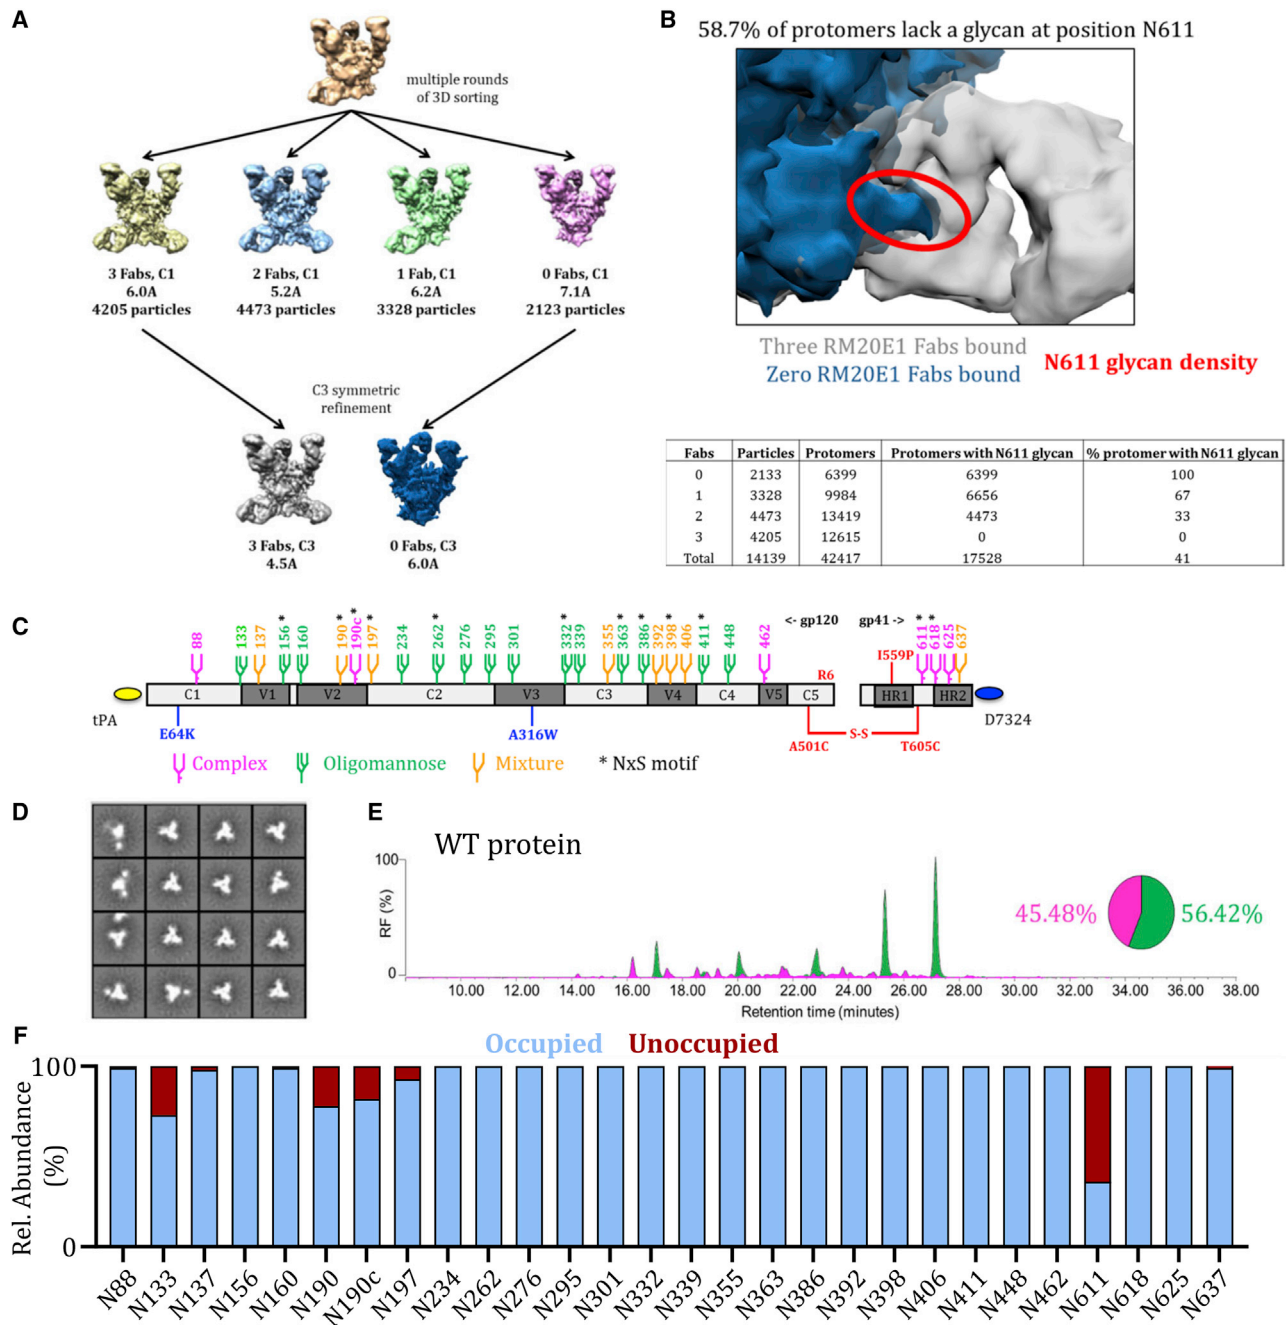 A
multiple rounds
of 3D sorting
3 Fabs, C1
6.0A
4205 particles
2 Fabs, C1
5.2A
4473 particles
1 Fab, C1
6.2A
3328 particles
0 Fabs, C1
7.1A
2123 particles
C3 symmetric
refinement
3 Fabs, C3
4.5A
0 Fabs, C3
6.0A
B
58.7% of protomers lack a glycan at position N611
Three RM20E1 Fabs bound
Zero RM20E1 Fabs bound
N611 glycan density
Fabs Particles Protomers Protomers with N611 glycan % protomer with N611 glycan
0 2133 6399 6399 100
1 3328 9984 6656 67
2 4473 13419 4473 33
3 4205 12615 0 0
Total 14139 42417 17528 41
C
88 133 137 156* 160 190* 190c* 197* 234 262* 276 295 301 332* 339 355 363* 386* 392 398* 406 411* 448 462 <- gp120 gp41 -> 611* 618* 625 637
I559P
R6
C1 V1 V2 C2 V3 C3 V4 C4 V5 C5 HR1 HR2
tPA
D7324
E64K A316W A501C S-S T605C
Complex Oligomannose Mixture * NxS motif
D
E
WT protein
100
0
RF (%)
10.00 12.00 14.00 16.00 18.00 20.00 22.00 24.00 26.00 28.00 30.00 32.00 34.00 36.00 38.00
Retention time (minutes)
45.48% 56.42%
F
Occupied Unoccupied
100
0
Rel. Abundance
(%)
N88 N133 N137 N156 N160 N190 N190c N197 N234 N262 N276 N295 N301 N332 N339 N355 N363 N386 N392 N398 N406 N411 N448 N462 N611 N618 N625 N637